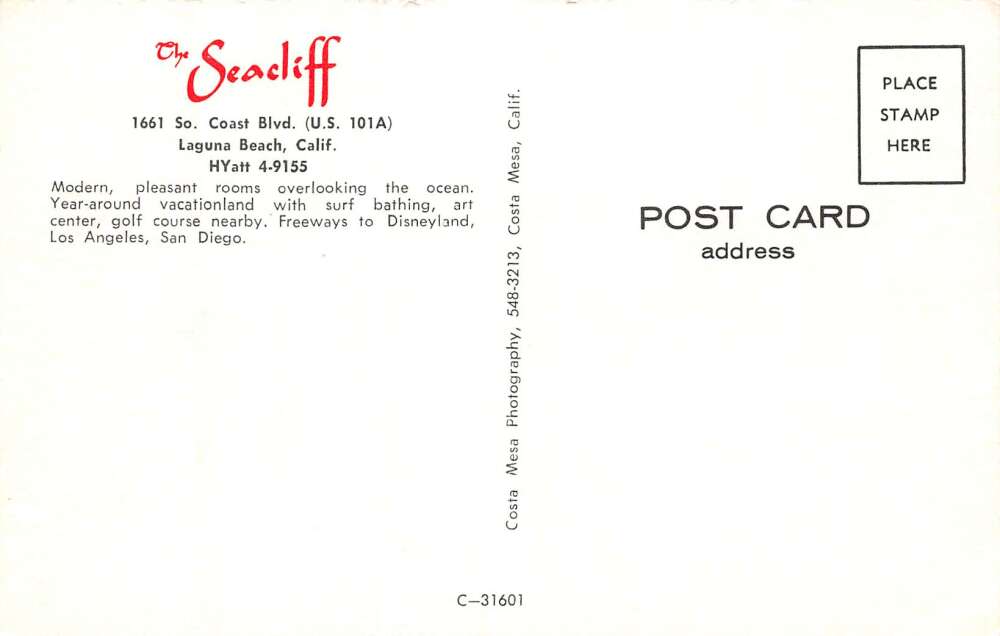 The Seacliff
1661 So. Coast Blvd. (U.S. 101A)
Laguna Beach, Calif.
HYatt 4-9155
Modern, pleasant rooms overlooking the ocean.
Year-around vacationland with surf bathing, art
center, golf course nearby. Freeways to Disneyland,
Los Angeles, San Diego.
Costa Mesa Photography, 548-3213, Costa Mesa, Calif.
C-31601
PLACE
STAMP
HERE
POST CARD
address